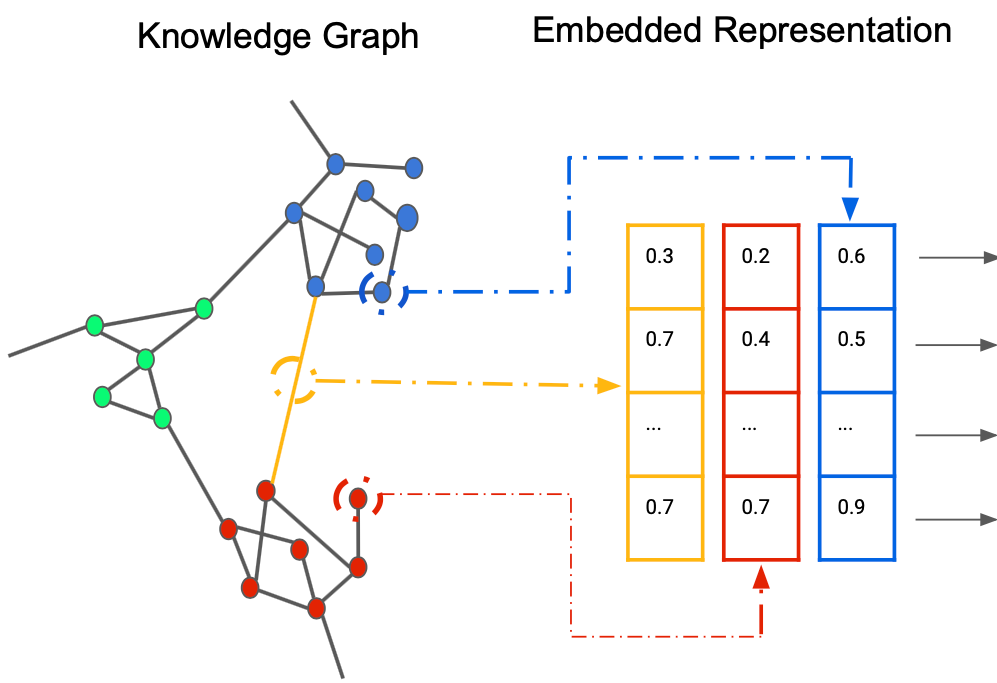 Knowledge Graph
Embedded Representation
0.3 0.2 0.6
0.7 0.4 0.5
... ... ...
0.7 0.7 0.9